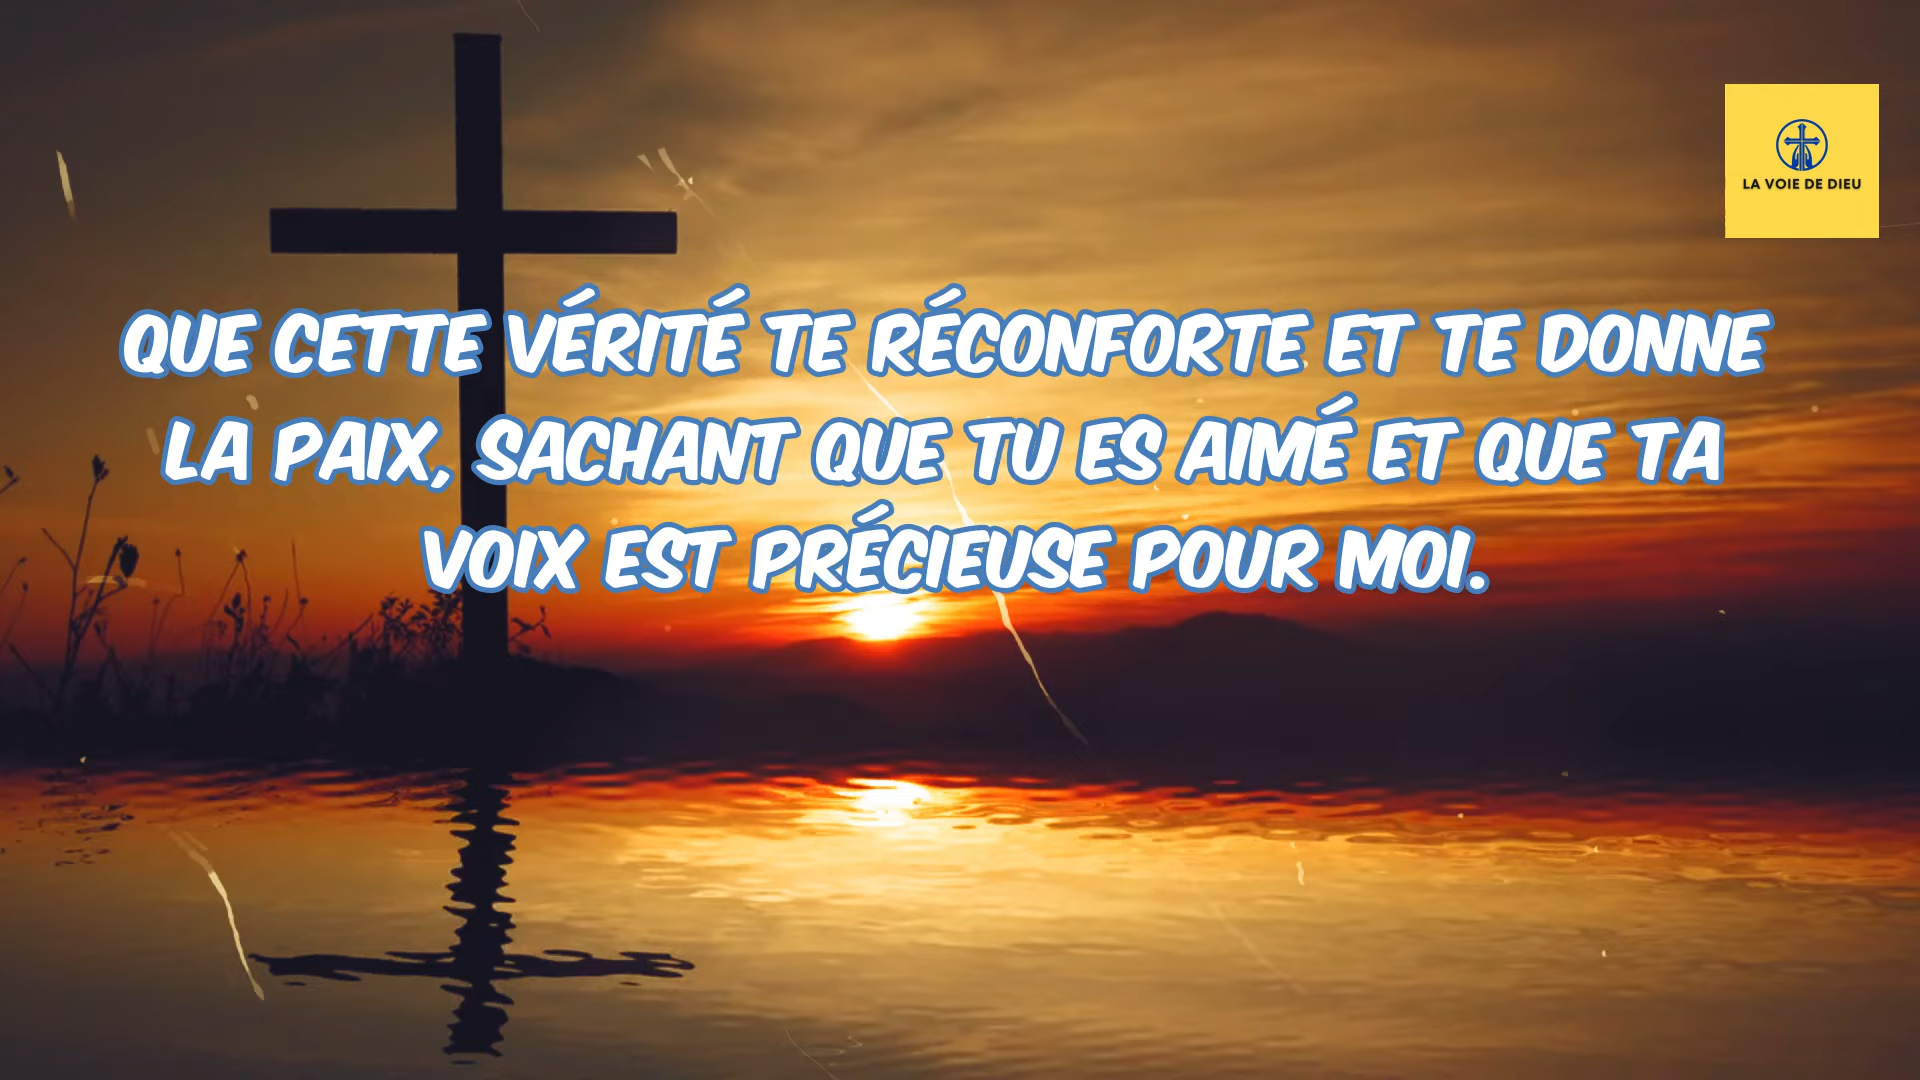 LA VOIE DE DIEU
QUE CETTE VÉRITÉ TE RÉCONFORTE ET TE DONNE
LA PAIX, SACHANT QUE TU ES AIMÉ ET QUE TA
VOIX EST PRÉCIEUSE POUR MOI.